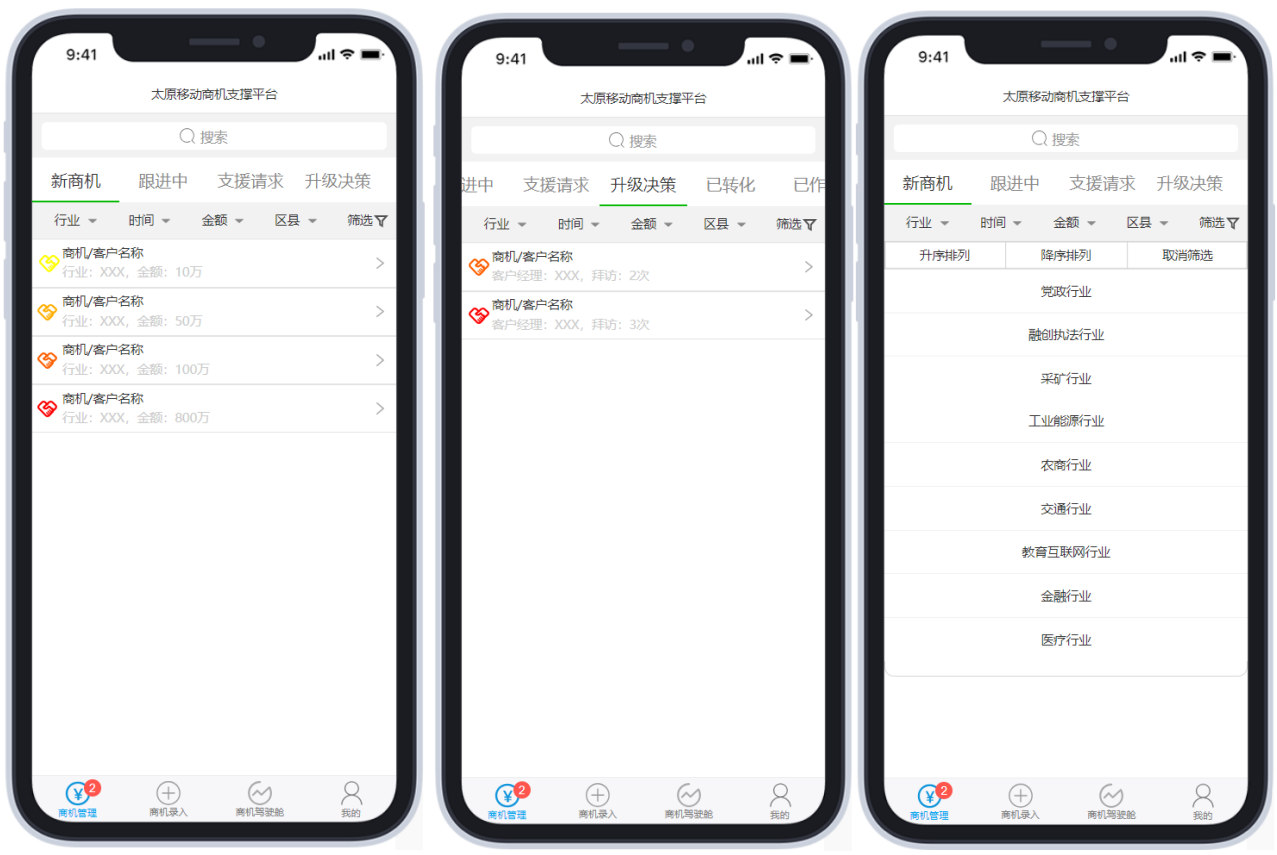 9:41
太原移动商机支撑平台
搜索
新商机 跟进中 支援请求 升级决策
行业 时间 金额 区县 筛选
商机/客户名称
行业：XXX，金额：10万
商机/客户名称
行业：XXX，金额：50万
商机/客户名称
行业：XXX，金额：100万
商机/客户名称
行业：XXX，金额：800万
¥ 2
商机管理 商机录入 商机驾驶舱 我的
9:41
太原移动商机支撑平台
搜索
进中 支援请求 升级决策 已转化 已作
行业 时间 金额 区县 筛选
商机/客户名称
客户经理：XXX，拜访：2次
商机/客户名称
客户经理：XXX，拜访：3次
¥ 2
商机管理 商机录入 商机驾驶舱 我的
9:41
太原移动商机支撑平台
搜索
新商机 跟进中 支援请求 升级决策
行业 时间 金额 区县 筛选
升序排列 降序排列 取消筛选
党政行业
融创执法行业
采矿行业
工业能源行业
农商行业
交通行业
教育互联网行业
金融行业
医疗行业
¥ 2
商机管理 商机录入 商机驾驶舱 我的